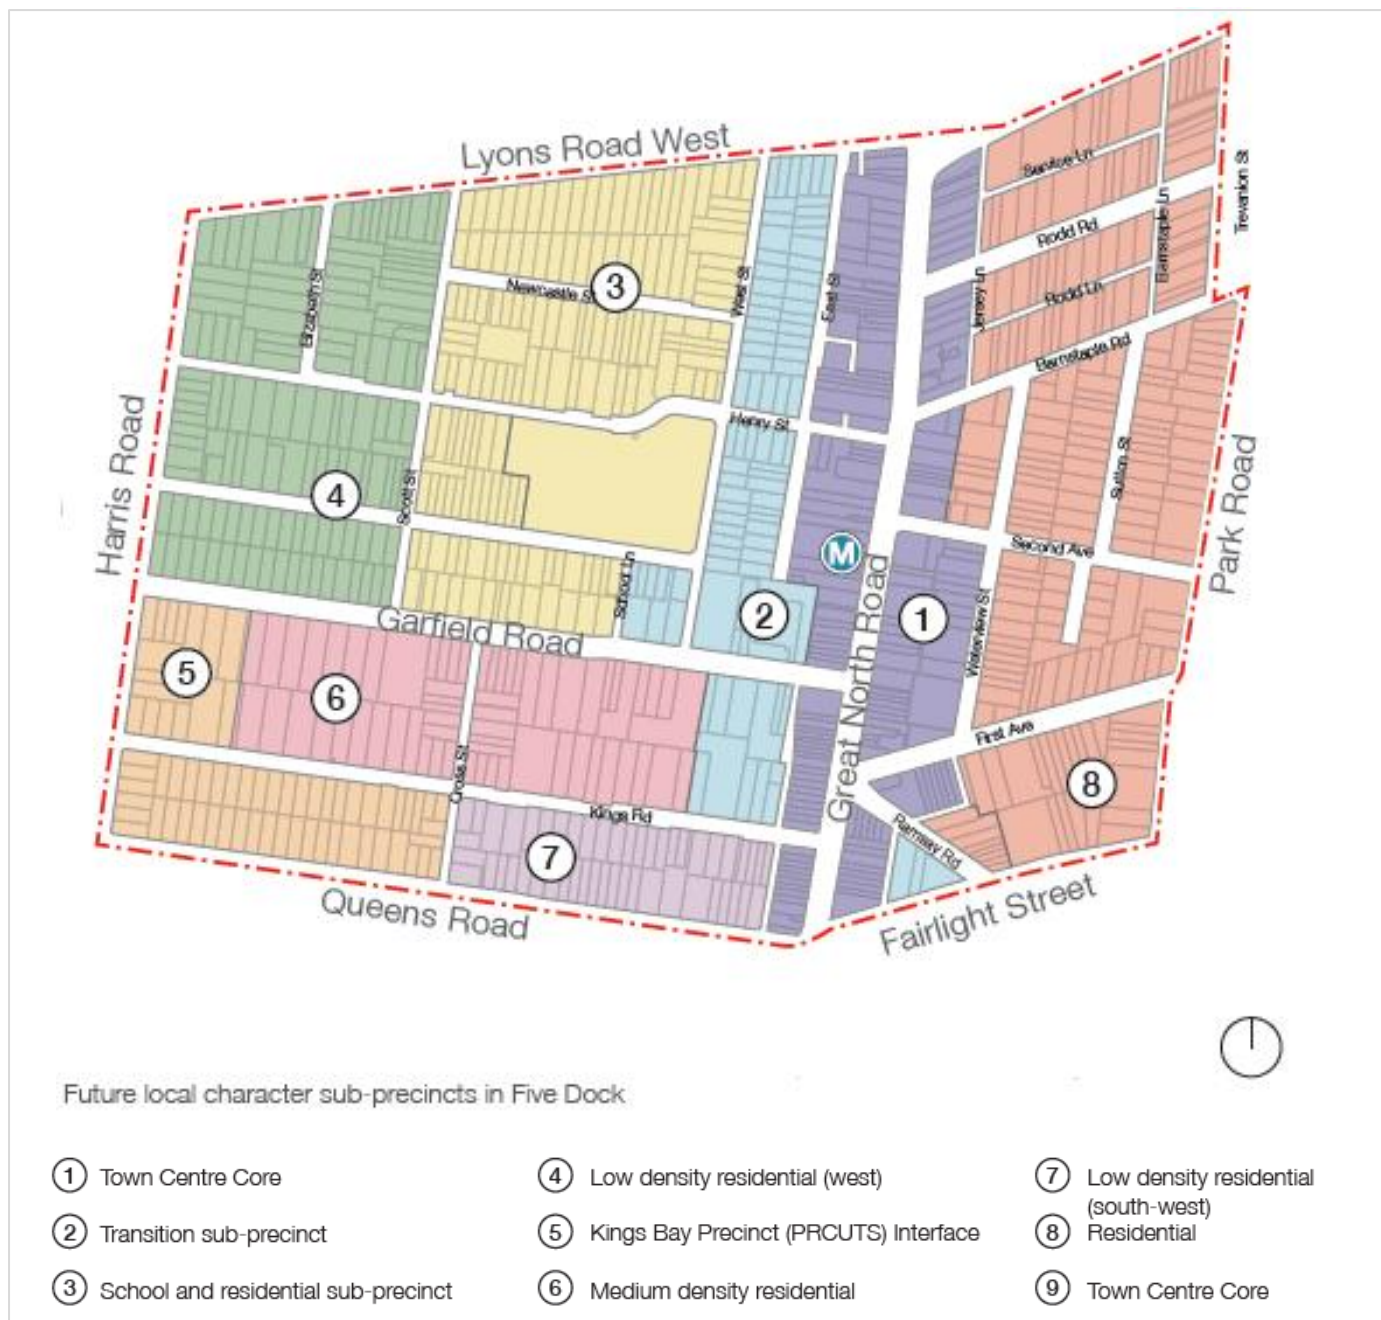 Lyons Road West
Trevanion St
Service Ln
Barnstaple Ln
Rodd Rd
Jersey Ln
Rodd Ln
Barnstaple Rd
Elizabeth St
3
Newcastle St
West St
East St
Henry St
Harris Road
4
Scott St
Sutton St
Park Road
M
Second Ave
School Ln
2
1
Garfield Road
Great North Road
Waterview St
5
6
First Ave
Cross St
8
Kings Rd
Ramsay Rd
7
Queens Road
Fairlight Street
Future local character sub-precincts in Five Dock
1 Town Centre Core
2 Transition sub-precinct
3 School and residential sub-precinct
4 Low density residential (west)
5 Kings Bay Precinct (PRCUTS) Interface
6 Medium density residential
7 Low density residential
(south-west)
8 Residential
9 Town Centre Core